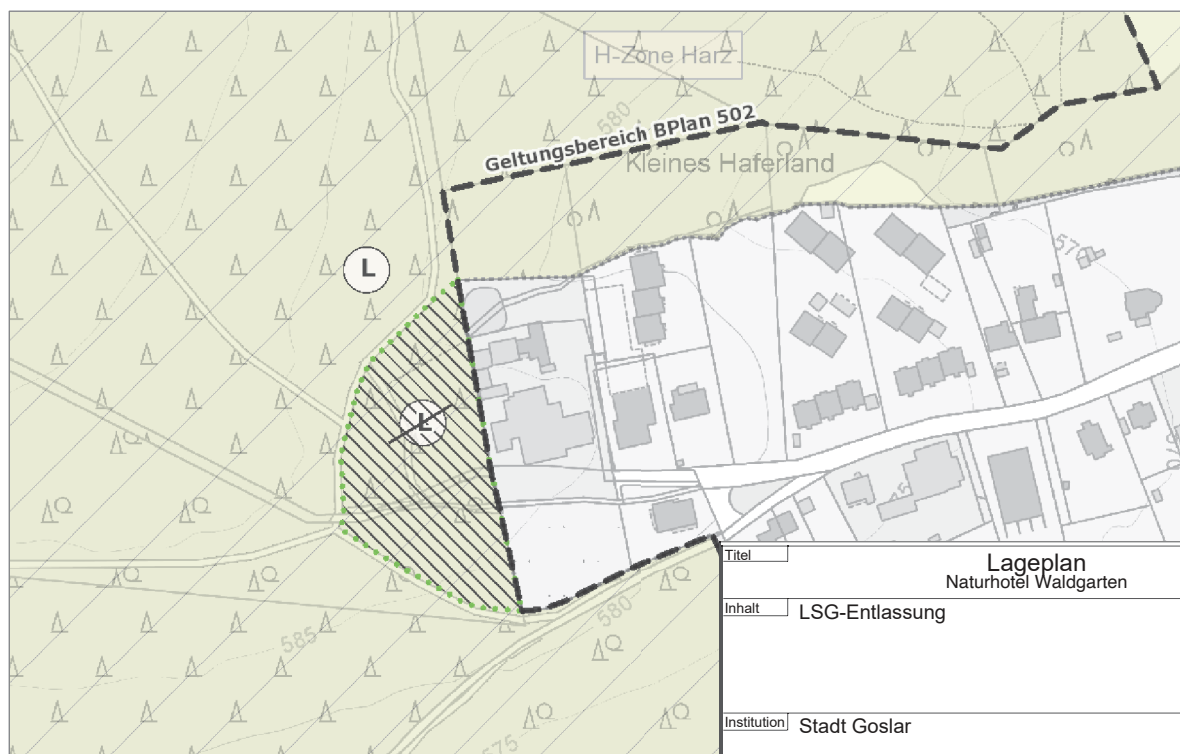 H-Zone Harz
580
Geltungsbereich BPlan 502
Kleines Haferland
L
L
585
580
575
Titel
Lageplan
Naturhotel Waldgarten
Inhalt
LSG-Entlassung
Institution
Stadt Goslar